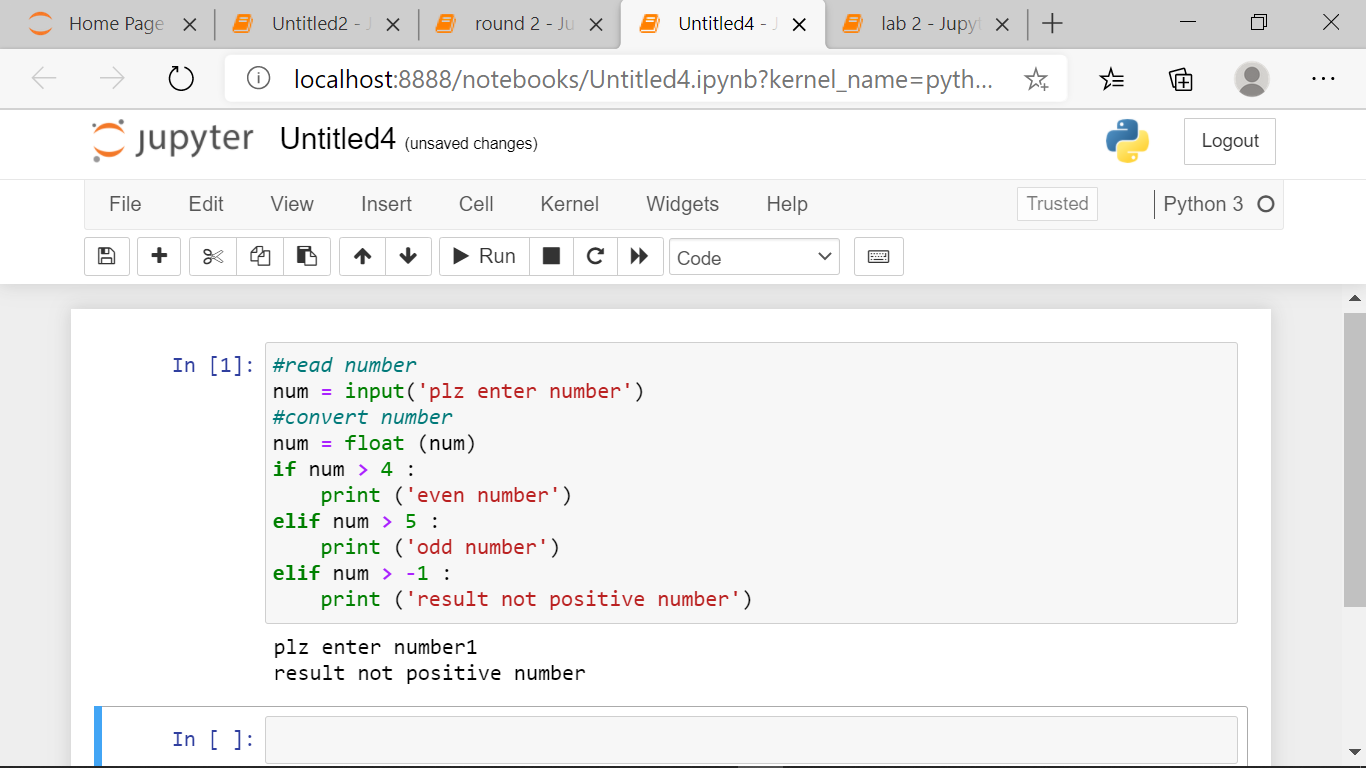 Home Page
Untitled2 - J
round 2 - Ju
Untitled4 - J
lab 2 - Jupyt
localhost:8888/notebooks/Untitled4.ipynb?kernel_name=pyth...
jupyter Untitled4 (unsaved changes)
Logout
File Edit View Insert Cell Kernel Widgets Help
Trusted
Python 3
Run
Code
In [1]:
#read number
num = input('plz enter number')
#convert number
num = float (num)
if num > 4 :
    print ('even number')
elif num > 5 :
    print ('odd number')
elif num > -1 :
    print ('result not positive number')
plz enter number1
result not positive number
In [ ]: